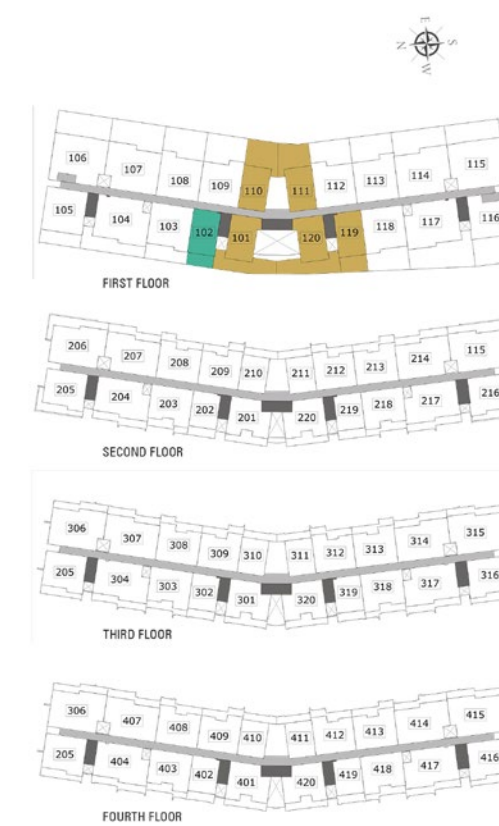 E
N S
W
106 107 108 109 110 111 112 113 114 115
105 104 103 102 101 120 119 118 117 116
FIRST FLOOR
206 207 208 209 210 211 212 213 214 115
205 204 203 202 201 220 219 218 217 216
SECOND FLOOR
306 307 308 309 310 311 312 313 314 315
205 304 303 302 301 320 319 318 317 316
THIRD FLOOR
306 407 408 409 410 411 412 413 414 415
205 404 403 402 401 420 419 418 417 416
FOURTH FLOOR